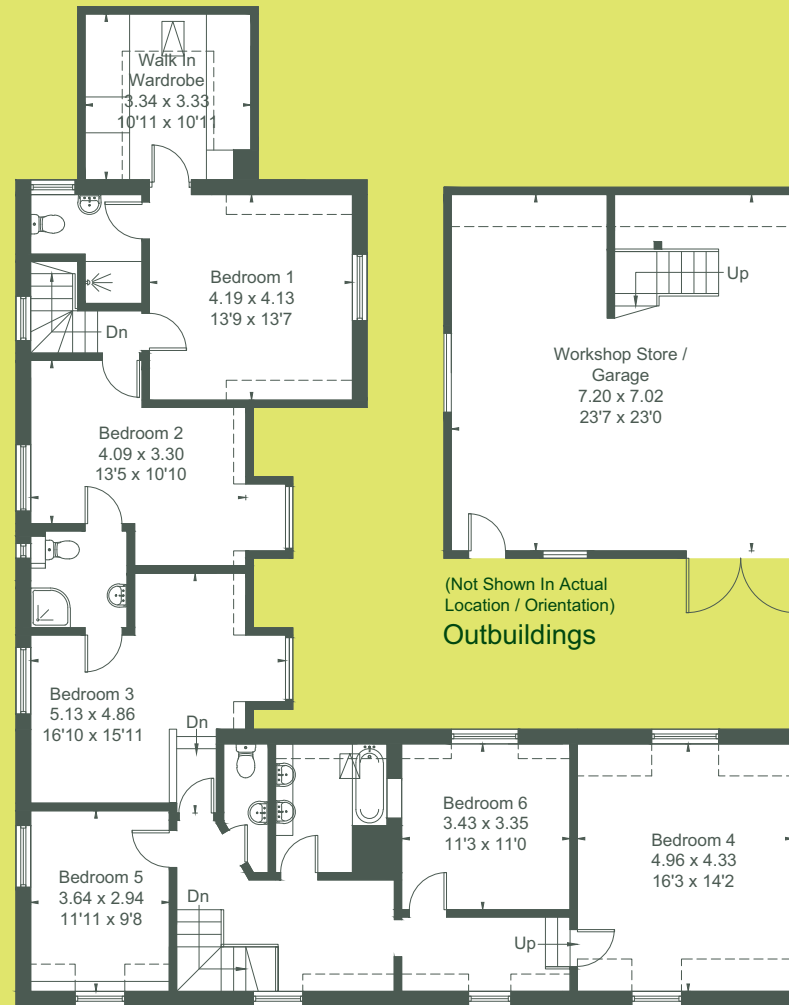 Walk In
Wardrobe
3.34 x 3.33
10'11 x 10'11
Bedroom 1
4.19 x 4.13
13'9 x 13'7
Up
Dn
Workshop Store /
Garage
7.20 x 7.02
23'7 x 23'0
Bedroom 2
4.09 x 3.30
13'5 x 10'10
(Not Shown In Actual
Location / Orientation)
Outbuildings
Bedroom 3
5.13 x 4.86
16'10 x 15'11
Dn
Bedroom 6
3.43 x 3.35
11'3 x 11'0
Bedroom 4
4.96 x 4.33
16'3 x 14'2
Bedroom 5
3.64 x 2.94
11'11 x 9'8
Dn
Up